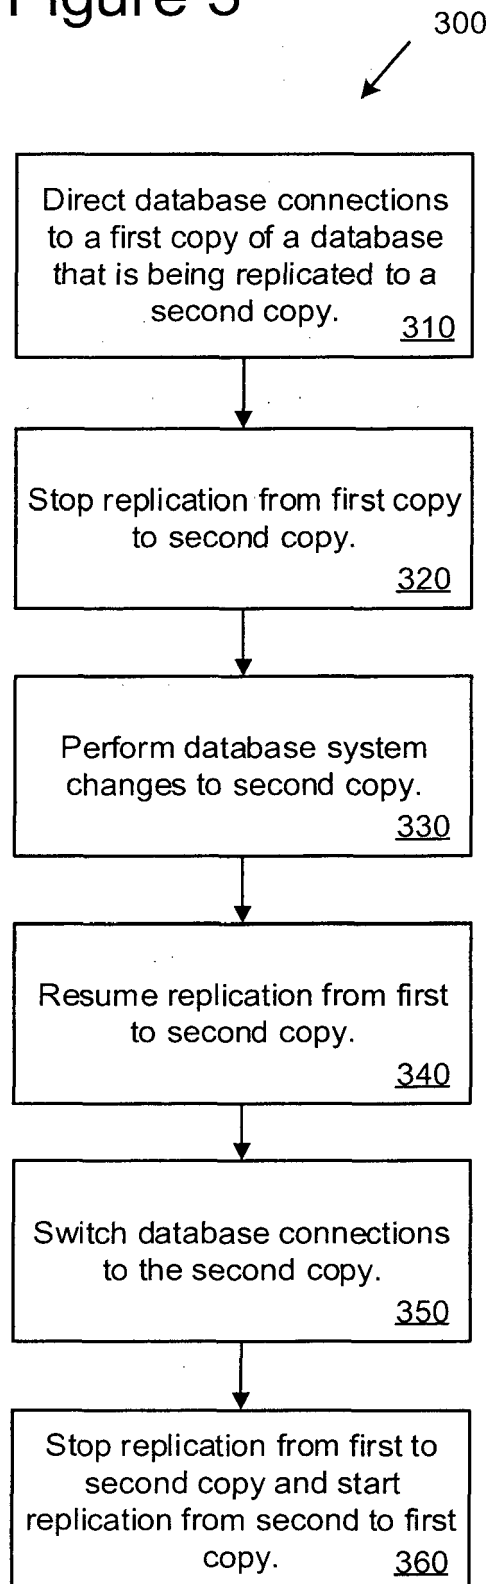 Figure 3
300
Direct database connections
to a first copy of a database
that is being replicated to a
second copy.
310
Stop replication from first copy
to second copy.
320
Perform database system
changes to second copy.
330
Resume replication from first
to second copy.
340
Switch database connections
to the second copy.
350
Stop replication from first to
second copy and start
replication from second to first
copy.
360